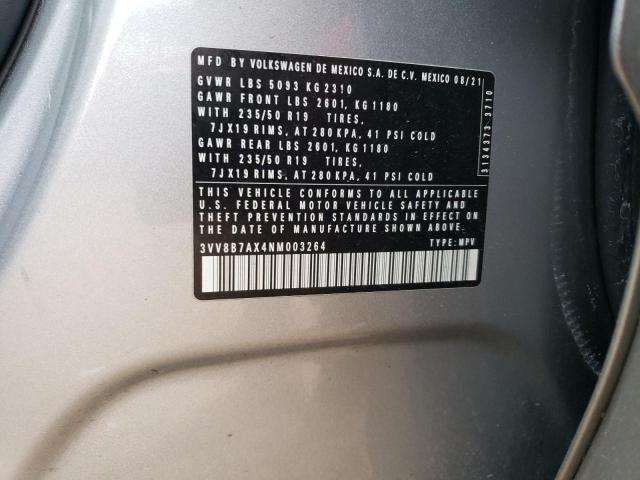 MFD BY VOLKSWAGEN DE MEXICO S.A. DE C.V. MEXICO 08/21
GVWR LBS 5093 KG 2310
GAWR FRONT LBS 2601, KG 1180
WITH 235/50 R19 TIRES,
7JX19 RIMS, AT 280 KPA, 41 PSI COLD
GAWR REAR LBS 2601, KG 1180
WITH 235/50 R19 TIRES,
7JX19 RIMS, AT 280 KPA, 41 PSI COLD
THIS VEHICLE CONFORMS TO ALL APPLICABLE
U.S. FEDERAL MOTOR VEHICLE SAFETY AND
THEFT PREVENTION STANDARDS IN EFFECT ON
THE DATE OF MANUFACTURE SHOWN ABOVE.
3VV8B7AX4NM003264 TYPE: MPV
3134373-3710